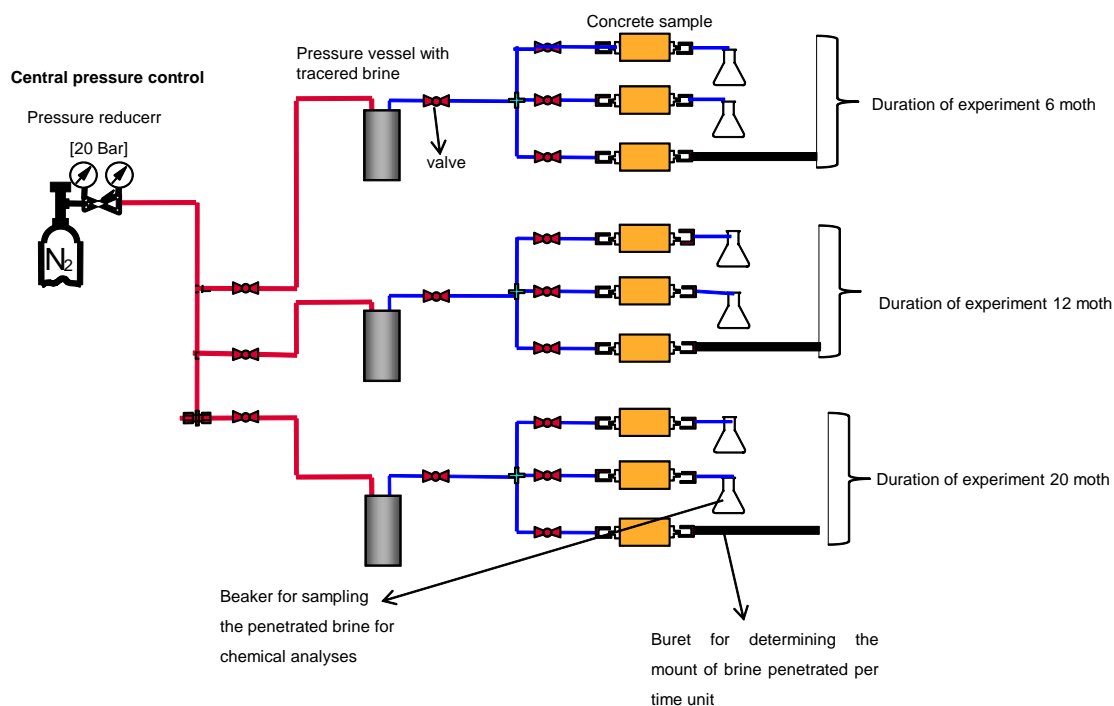 Concrete sample
Pressure vessel with
tracered brine
Central pressure control
Pressure reducerr
[20 Bar]
N2
valve
Duration of experiment 6 moth
Duration of experiment 12 moth
Duration of experiment 20 moth
Beaker for sampling
the penetrated brine for
chemical analyses
Buret for determining the
mount of brine penetrated per
time unit